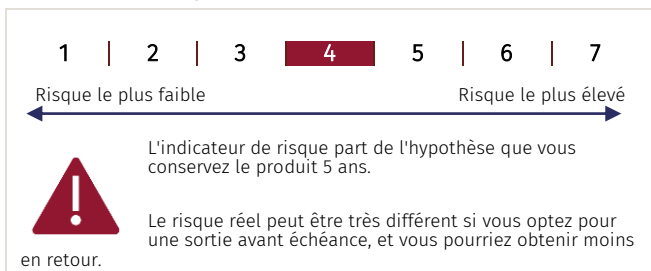 1 | 2 | 3 | 4 | 5 | 6 | 7
Risque le plus faible Risque le plus élevé
L'indicateur de risque part de l'hypothèse que vous
conservez le produit 5 ans.
Le risque réel peut être très différent si vous optez pour
une sortie avant échéance, et vous pourriez obtenir moins
en retour.